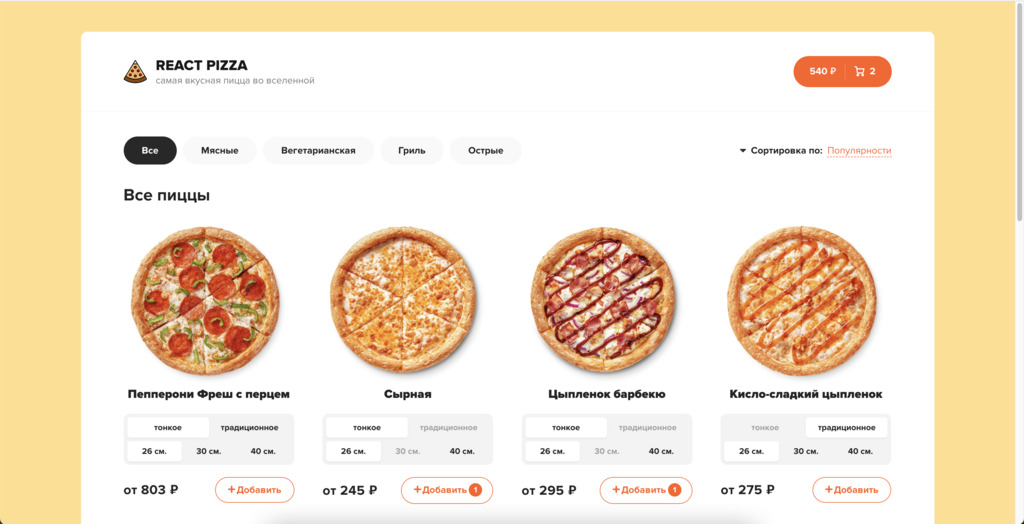 REACT PIZZA
самая вкусная пицца во вселенной
540 ₽ 2
Все Мясные Вегетарианская Гриль Острые
Сортировка по: Популярности
Все пиццы
Пепперони Фреш с перцем
тонкое традиционное
26 см. 30 см. 40 см.
от 803 ₽ +Добавить
Сырная
тонкое традиционное
26 см. 30 см. 40 см.
от 245 ₽ +Добавить 1
Цыпленок барбекю
тонкое традиционное
26 см. 30 см. 40 см.
от 295 ₽ +Добавить 1
Кисло-сладкий цыпленок
тонкое традиционное
26 см. 30 см. 40 см.
от 275 ₽ +Добавить